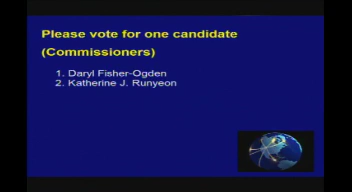 Please vote for one candidate
(Commissioners)
1. Daryl Fisher-Ogden
2. Katherine J. Runyeon